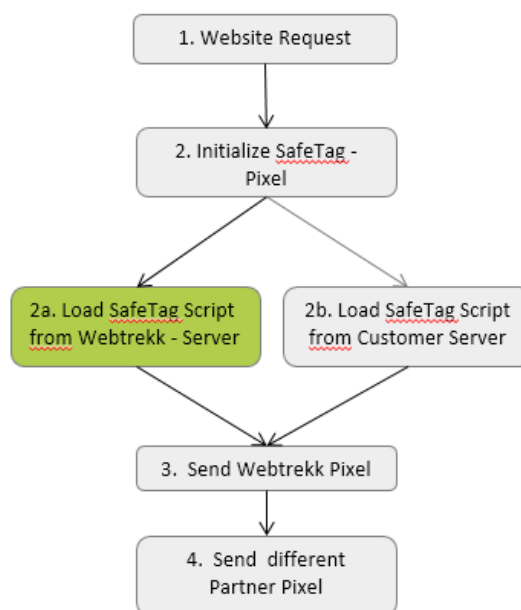 1. Website Request
2. Initialize SafeTag -
Pixel
2a. Load SafeTag Script
from Webtrekk - Server
2b. Load SafeTag Script
from Customer Server
3. Send Webtrekk Pixel
4. Send different
Partner Pixel